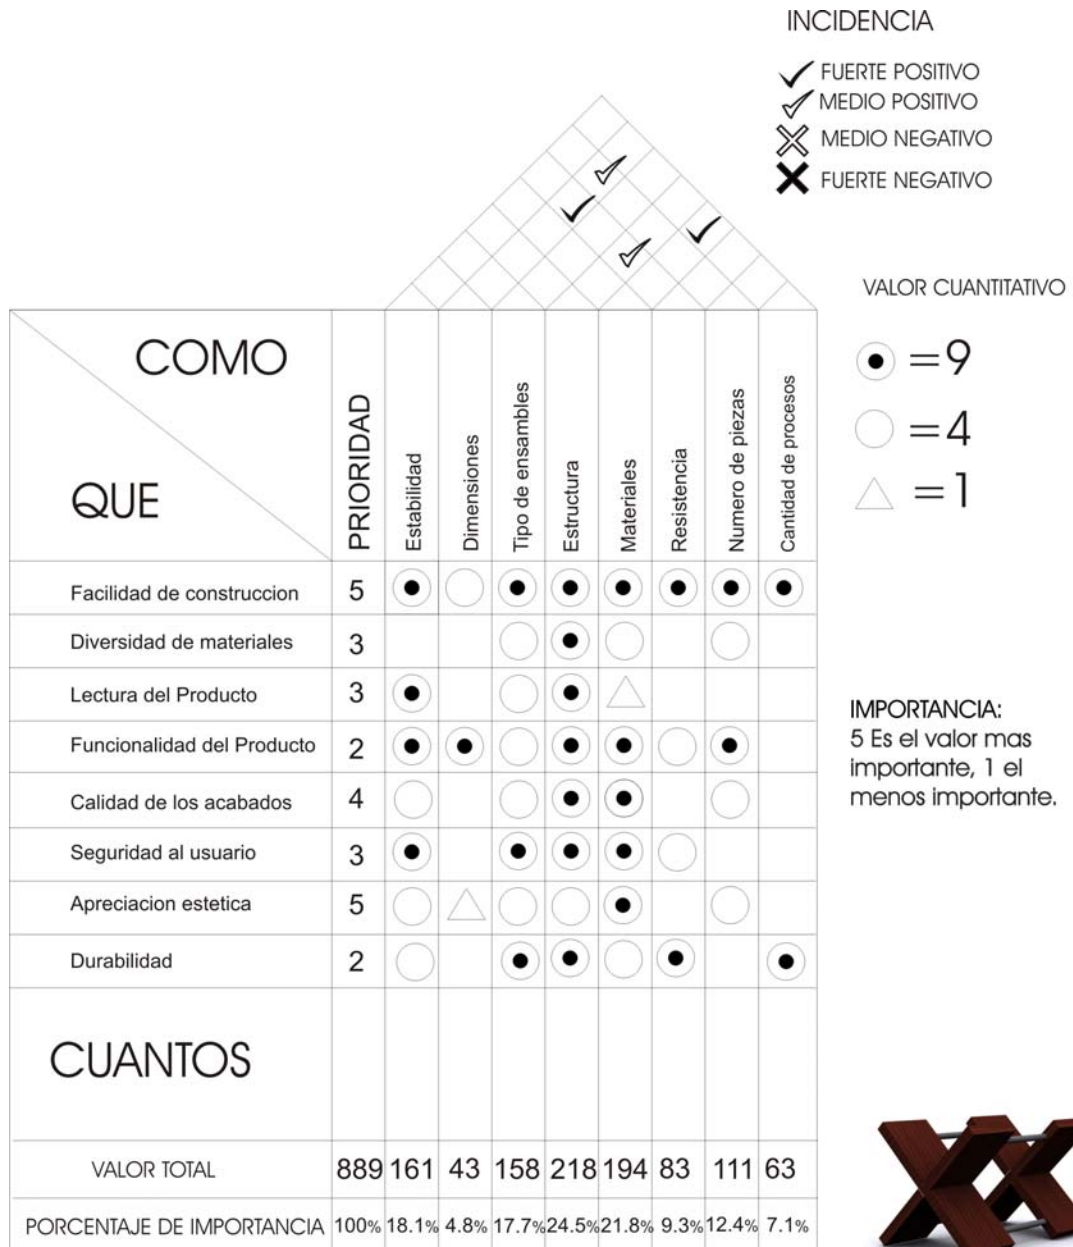 INCIDENCIA
FUERTE POSITIVO
MEDIO POSITIVO
MEDIO NEGATIVO
FUERTE NEGATIVO
VALOR CUANTITATIVO
=9
=4
=1
COMO
QUE
PRIORIDAD
Estabilidad
Dimensiones
Tipo de ensambles
Estructura
Materiales
Resistencia
Numero de piezas
Cantidad de procesos
Facilidad de construccion 5
Diversidad de materiales 3
Lectura del Producto 3
Funcionalidad del Producto 2
Calidad de los acabados 4
Seguridad al usuario 3
Apreciacion estetica 5
Durabilidad 2
IMPORTANCIA:
5 Es el valor mas
importante, 1 el
menos importante.
CUANTOS
VALOR TOTAL 889 161 43 158 218 194 83 111 63
PORCENTAJE DE IMPORTANCIA 100% 18.1% 4.8% 17.7% 24.5% 21.8% 9.3% 12.4% 7.1%